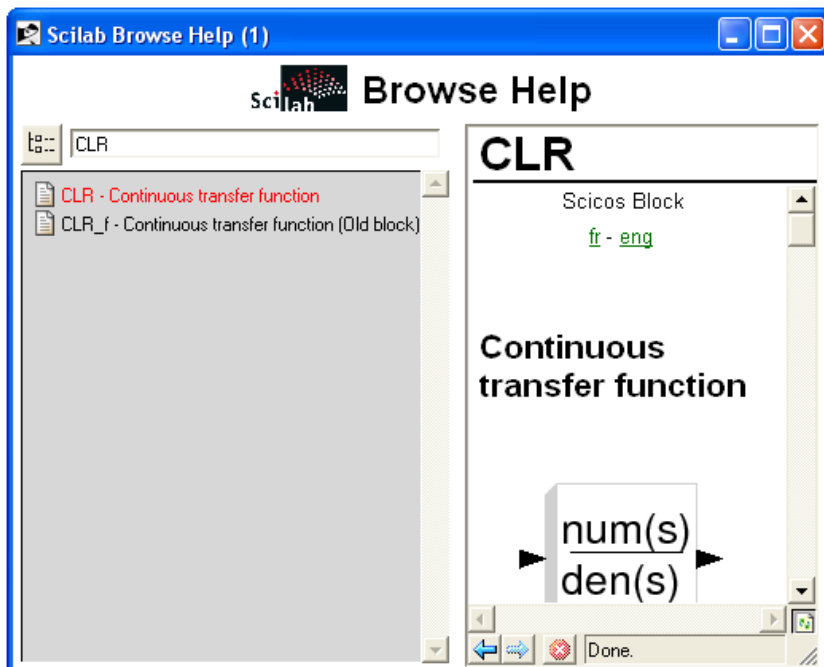 Scilab Browse Help (1)
Scilab Browse Help
CLR
CLR - Continuous transfer function
CLR_f - Continuous transfer function (Old block)
CLR
Scicos Block
fr - eng
Continuous
transfer function
num(s)
den(s)
Done.